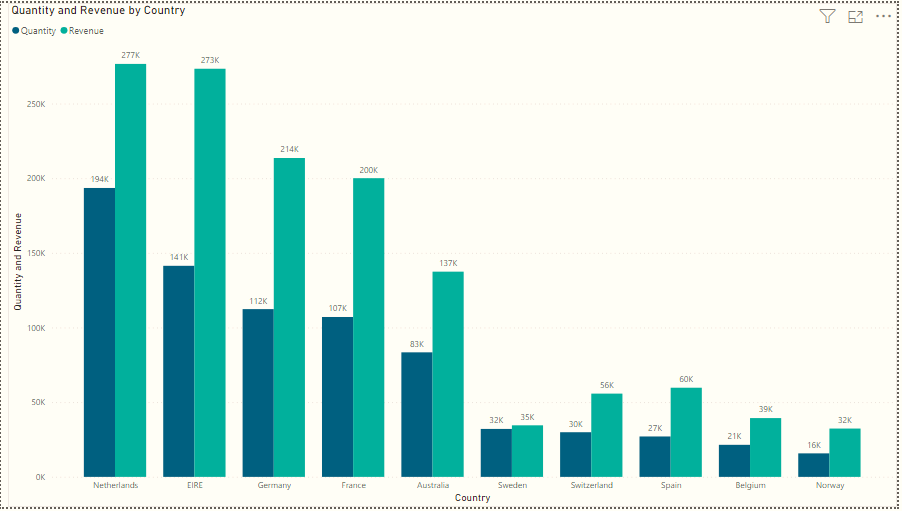 Quantity and Revenue by Country
Quantity Revenue
277K
273K
250K
214K
200K
200K
194K
150K
141K
137K
112K
107K
100K
83K
60K
56K
50K
39K
32K
35K
30K
27K
21K
32K
16K
0K
Quantity and Revenue
Netherlands EIRE Germany France Australia Sweden Switzerland Spain Belgium Norway
Country